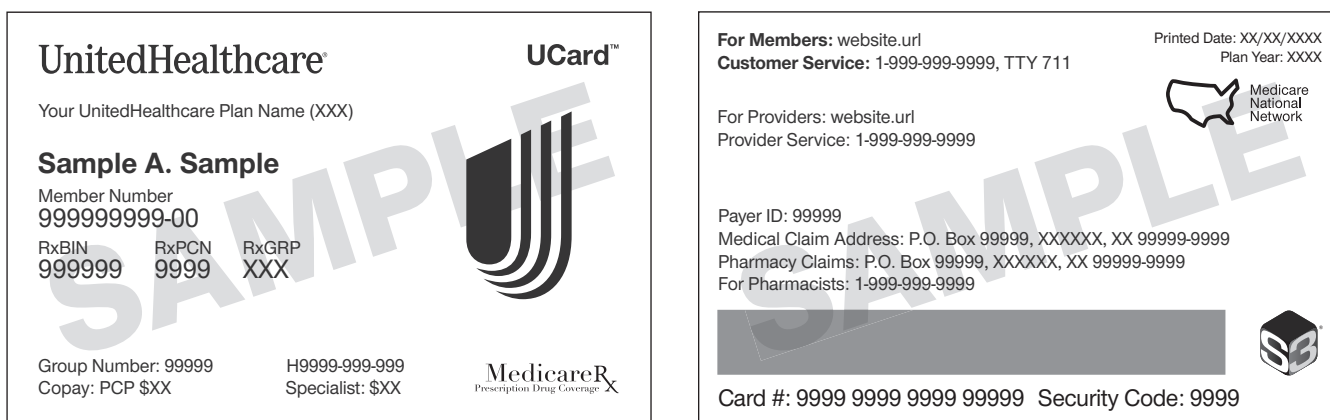 UnitedHealthcare®
UCard™
Your UnitedHealthcare Plan Name (XXX)
Sample A. Sample
Member Number
999999999-00
RxBIN RxPCN RxGRP
999999 9999 XXX
SAMPLE
Group Number: 99999 H9999-999-999
Copay: PCP $XX Specialist: $XX
MedicareRx
Prescription Drug Coverage
For Members: website.url
Customer Service: 1-999-999-9999, TTY 711
Printed Date: XX/XX/XXXX
Plan Year: XXXX
Medicare
National
Network
For Providers: website.url
Provider Service: 1-999-999-9999
SAMPLE
Payer ID: 99999
Medical Claim Address: P.O. Box 99999, XXXXXX, XX 99999-9999
Pharmacy Claims: P.O. Box 99999, XXXXXX, XX 99999-9999
For Pharmacists: 1-999-999-9999
S3®
Card #: 9999 9999 9999 99999 Security Code: 9999